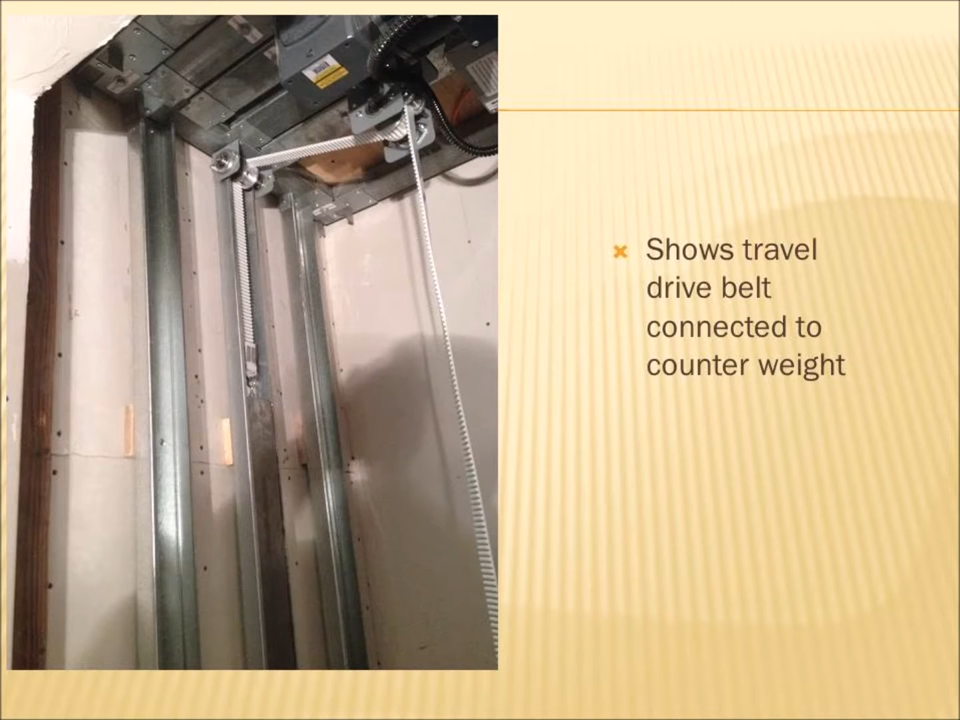 Shows travel
drive belt
connected to
counter weight